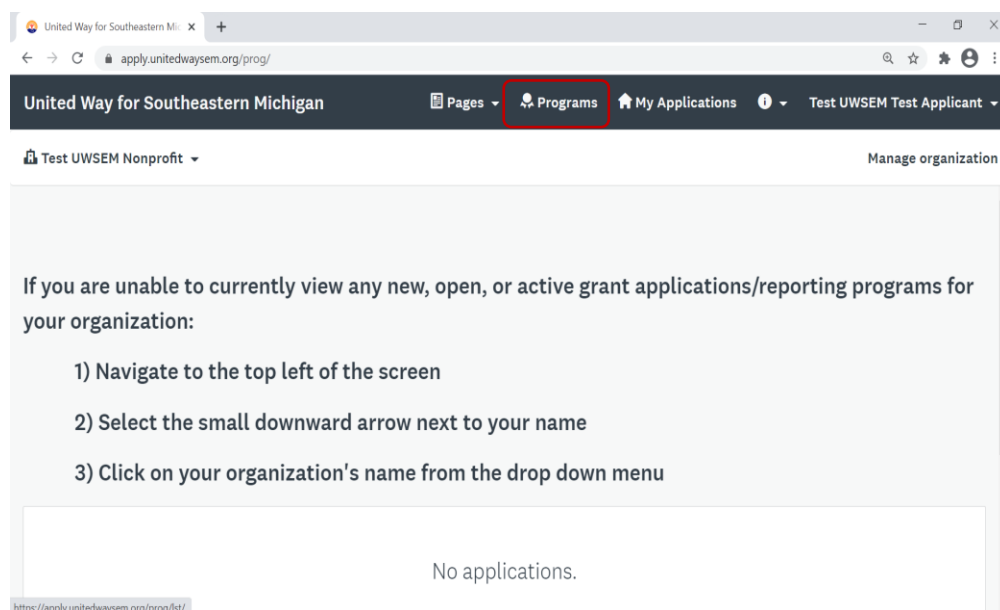 United Way for Southeastern Mic
apply.unitedwaysem.org/prog/
United Way for Southeastern Michigan Pages Programs My Applications Test UWSEM Test Applicant
Test UWSEM Nonprofit Manage organization
If you are unable to currently view any new, open, or active grant applications/reporting programs for
your organization:
1) Navigate to the top left of the screen
2) Select the small downward arrow next to your name
3) Click on your organization's name from the drop down menu
No applications.
https://apply.unitedwaysem.org/prog/lst/